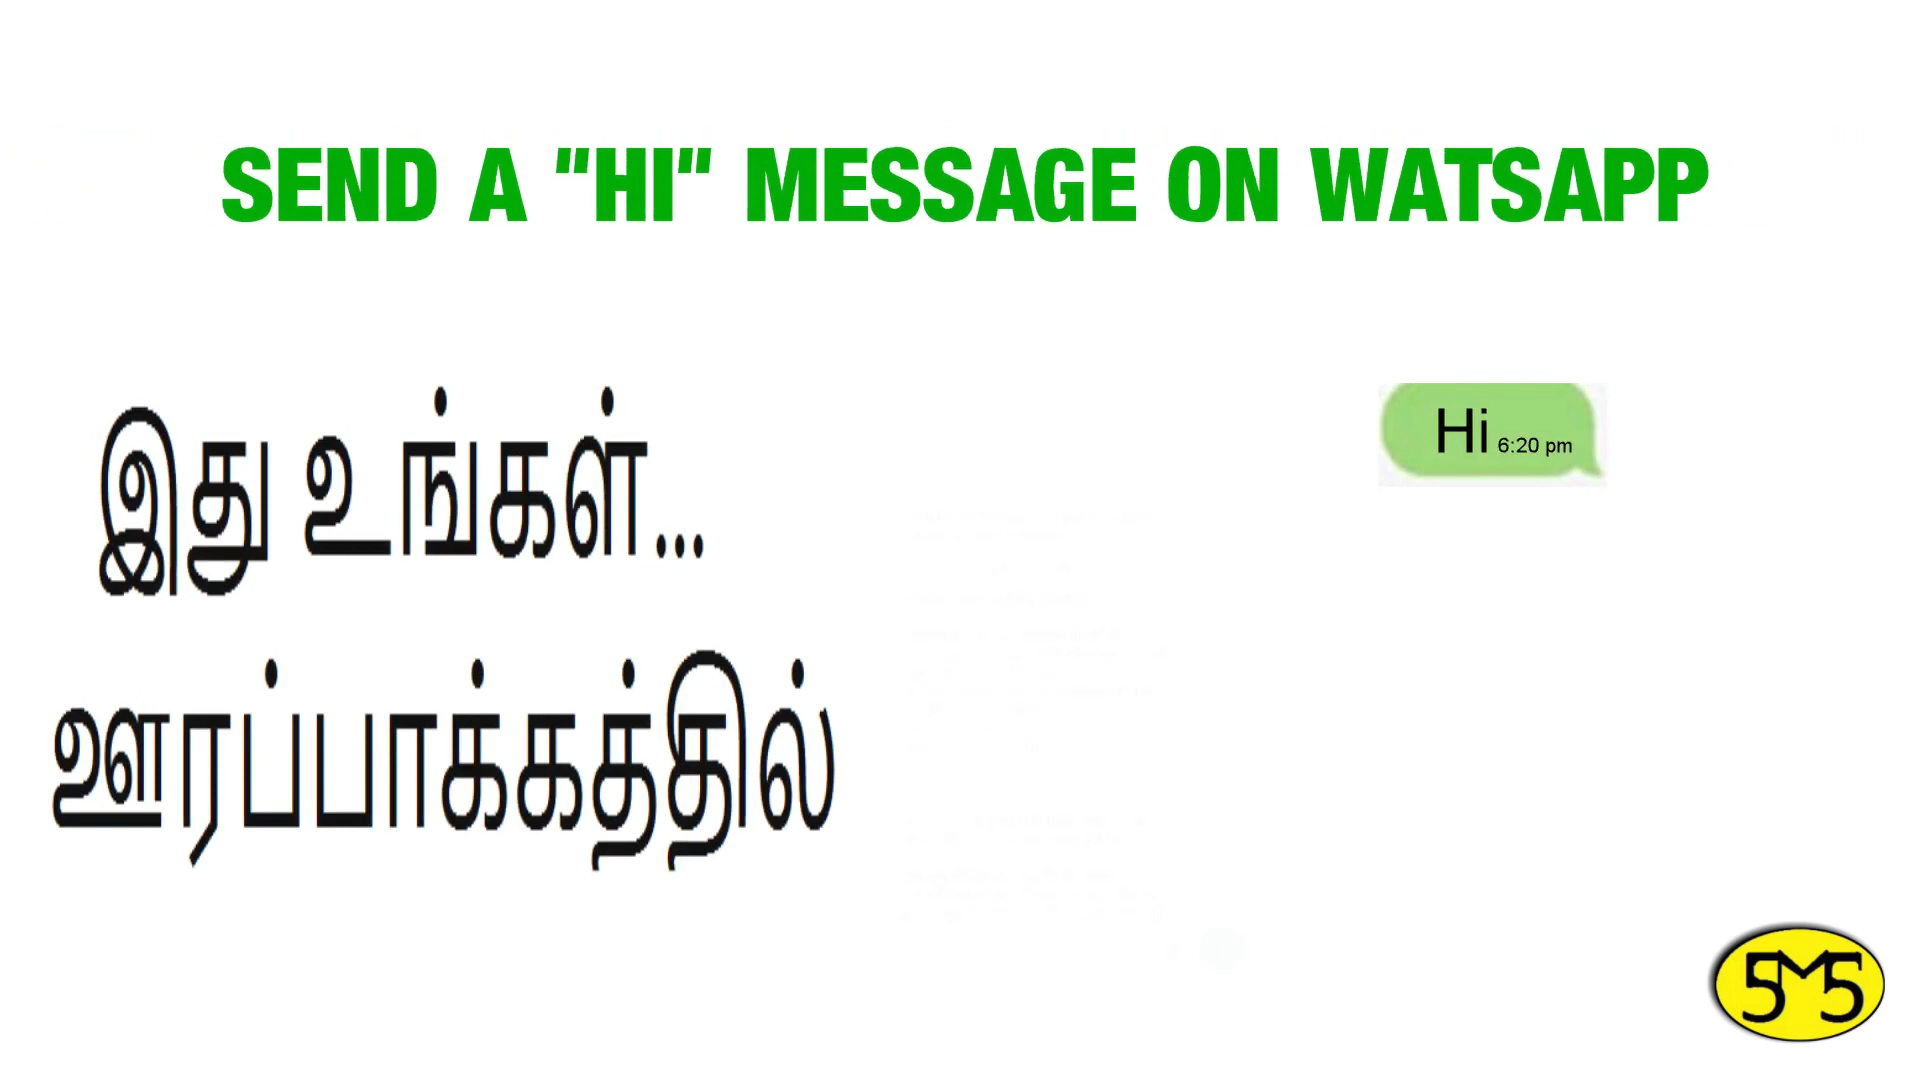 SEND A "HI" MESSAGE ON WATSAPP
இது உங்கள்...
ஊரப்பாக்கத்தில்
Hi 6:20 pm
5M5